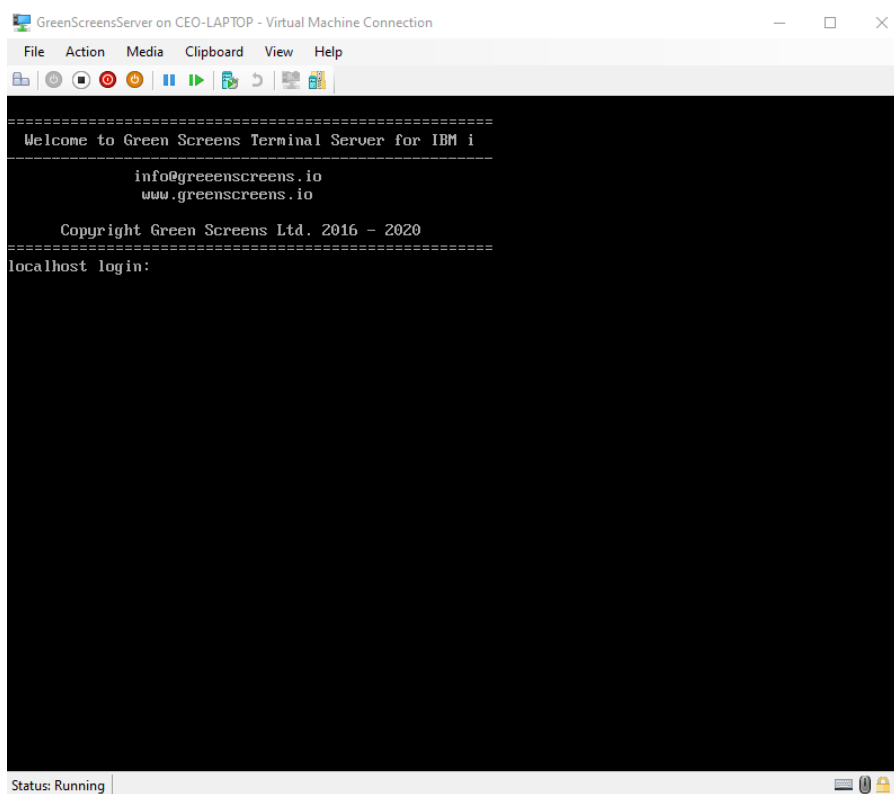 GreenScreensServer on CEO-LAPTOP - Virtual Machine Connection
File Action Media Clipboard View Help
==================================================
Welcome to Green Screens Terminal Server for IBM i
--------------------------------------------------
info@greeenscreens.io
www.greenscreens.io
Copyright Green Screens Ltd. 2016 - 2020
==================================================
localhost login:
Status: Running